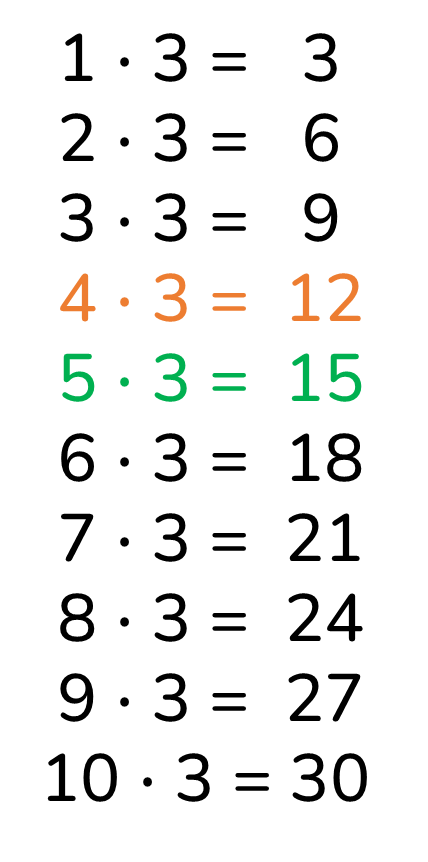 1 · 3 = 3
2 · 3 = 6
3 · 3 = 9
4 · 3 = 12
5 · 3 = 15
6 · 3 = 18
7 · 3 = 21
8 · 3 = 24
9 · 3 = 27
10 · 3 = 30